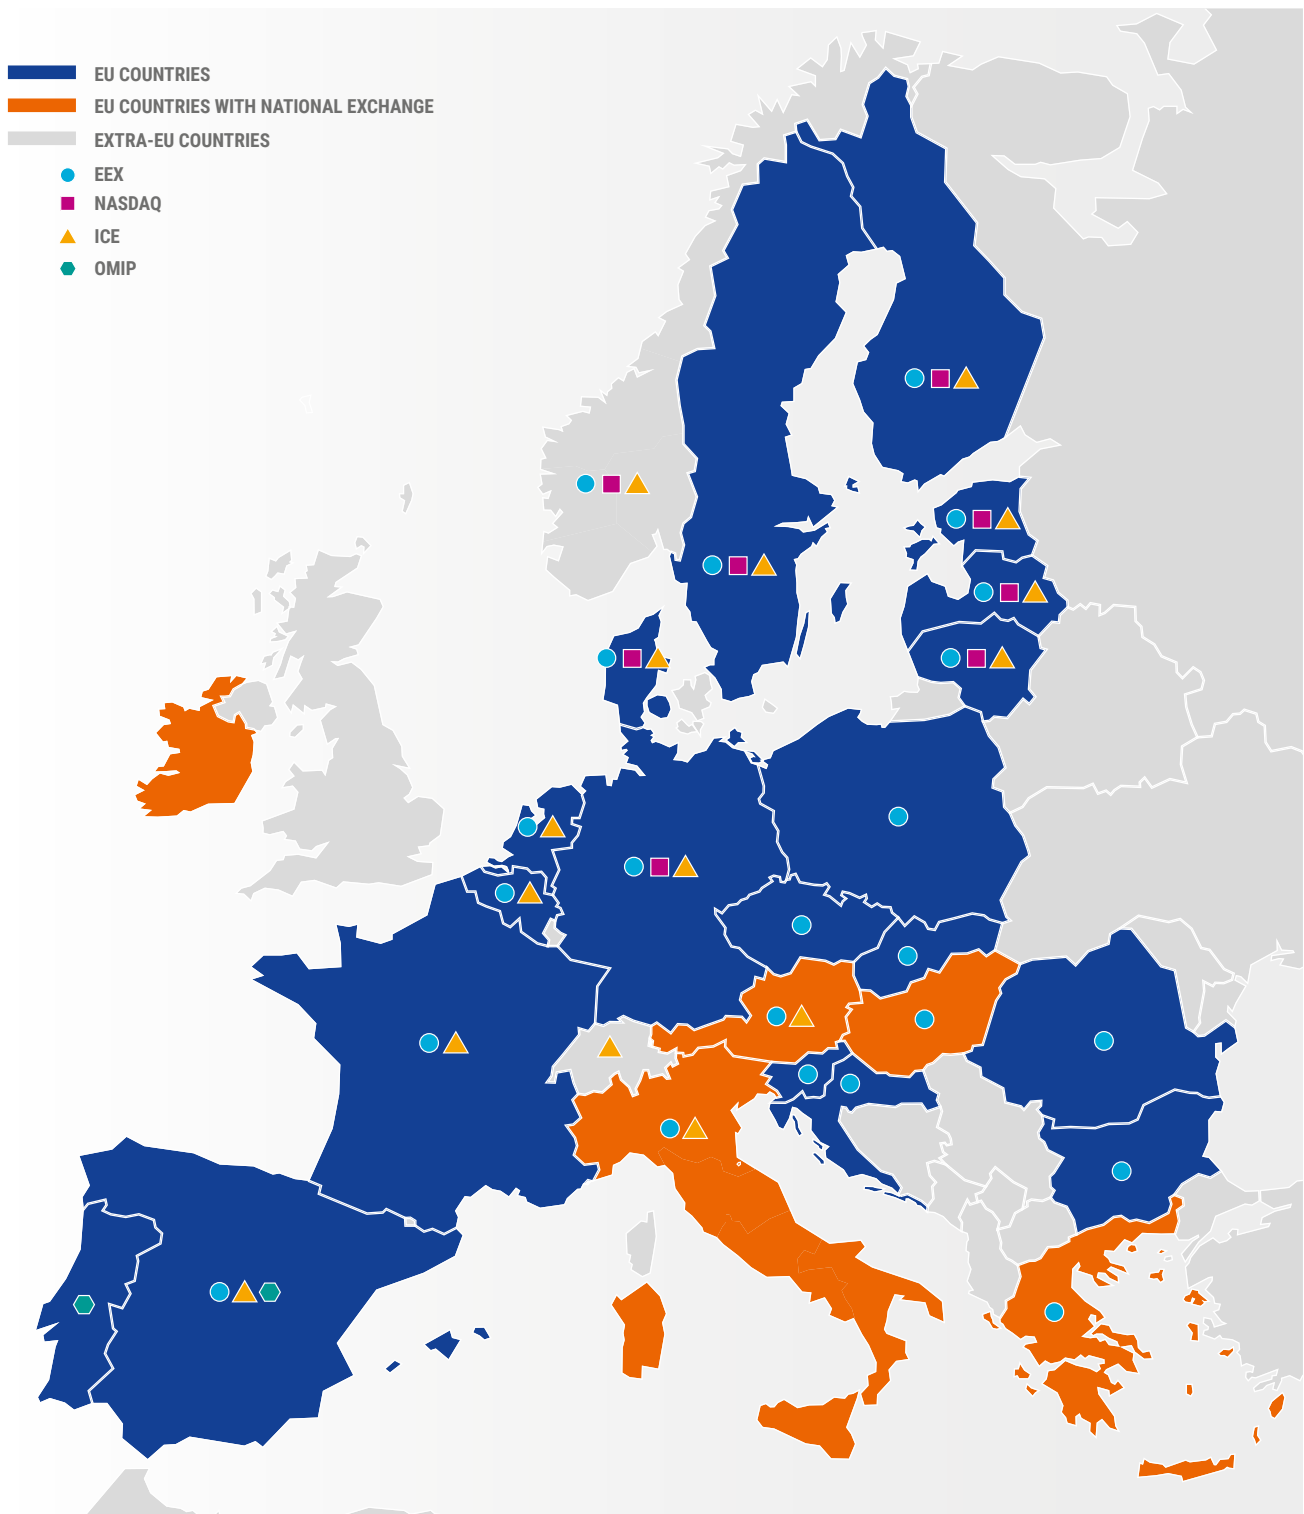 EU COUNTRIES
EU COUNTRIES WITH NATIONAL EXCHANGE
EXTRA-EU COUNTRIES
EEX
NASDAQ
ICE
OMIP